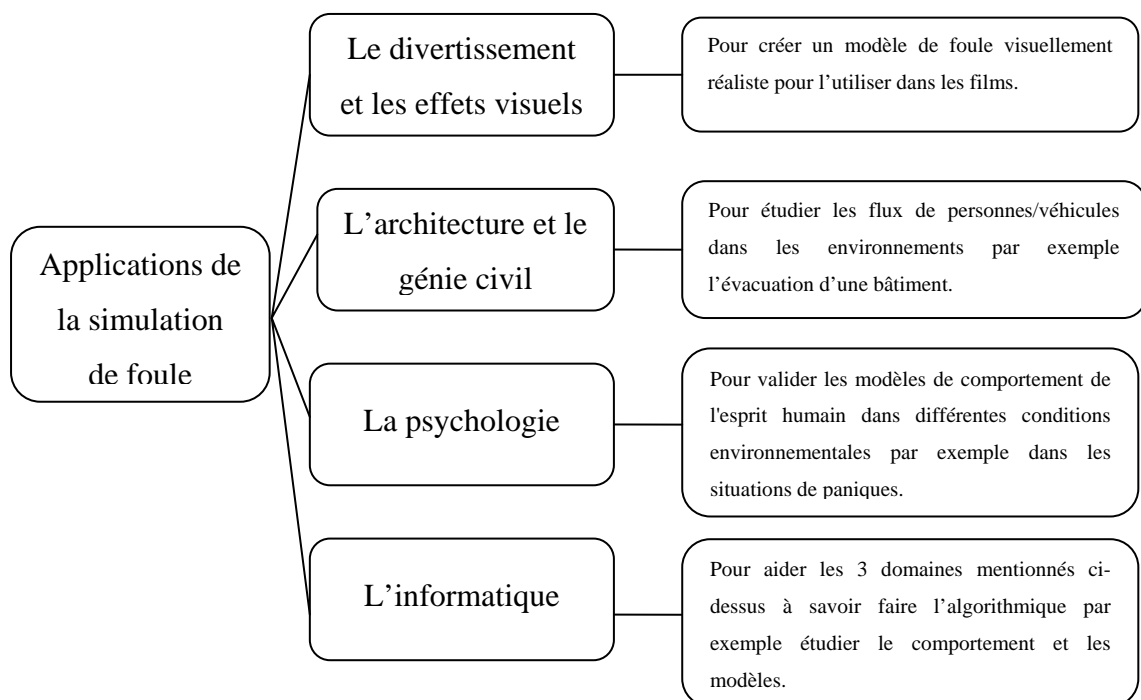 Applications de
la simulation
de foule
Le divertissement
et les effets visuels
Pour créer un modèle de foule visuellement
réaliste pour l’utiliser dans les films.
L’architecture et le
génie civil
Pour étudier les flux de personnes/véhicules
dans les environnements par exemple
l’évacuation d’une bâtiment.
La psychologie
Pour valider les modèles de comportement de
l'esprit humain dans différentes conditions
environnementales par exemple dans les
situations de paniques.
L’informatique
Pour aider les 3 domaines mentionnés ci-
dessus à savoir faire l’algorithmique par
exemple étudier le comportement et les
modèles.